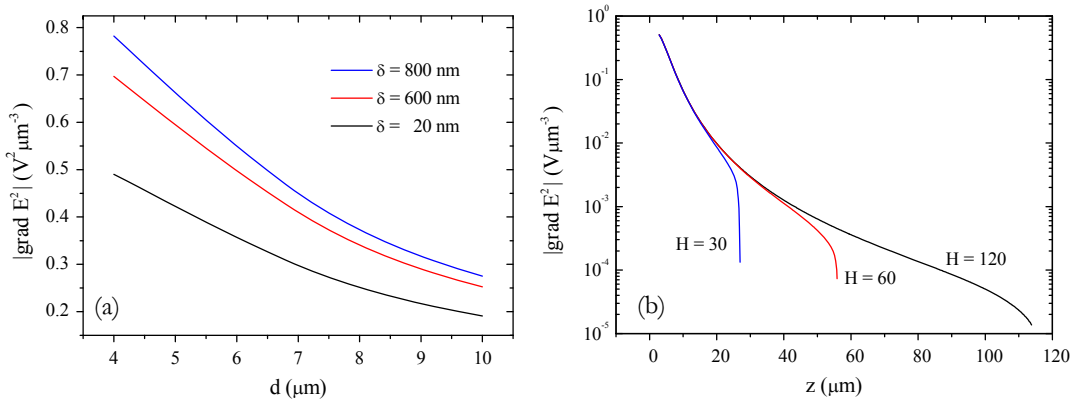 |grad E²| (V²μm⁻³)
0.8
0.7
0.6
0.5
0.4
0.3
0.2
δ = 800 nm
δ = 600 nm
δ = 20 nm
(a)
4 5 6 7 8 9 10
d (μm)
|grad E²| (Vμm⁻³)
10⁰
10⁻¹
10⁻²
10⁻³
10⁻⁴
10⁻⁵
H = 30
H = 60
H = 120
(b)
0 20 40 60 80 100 120
z (μm)